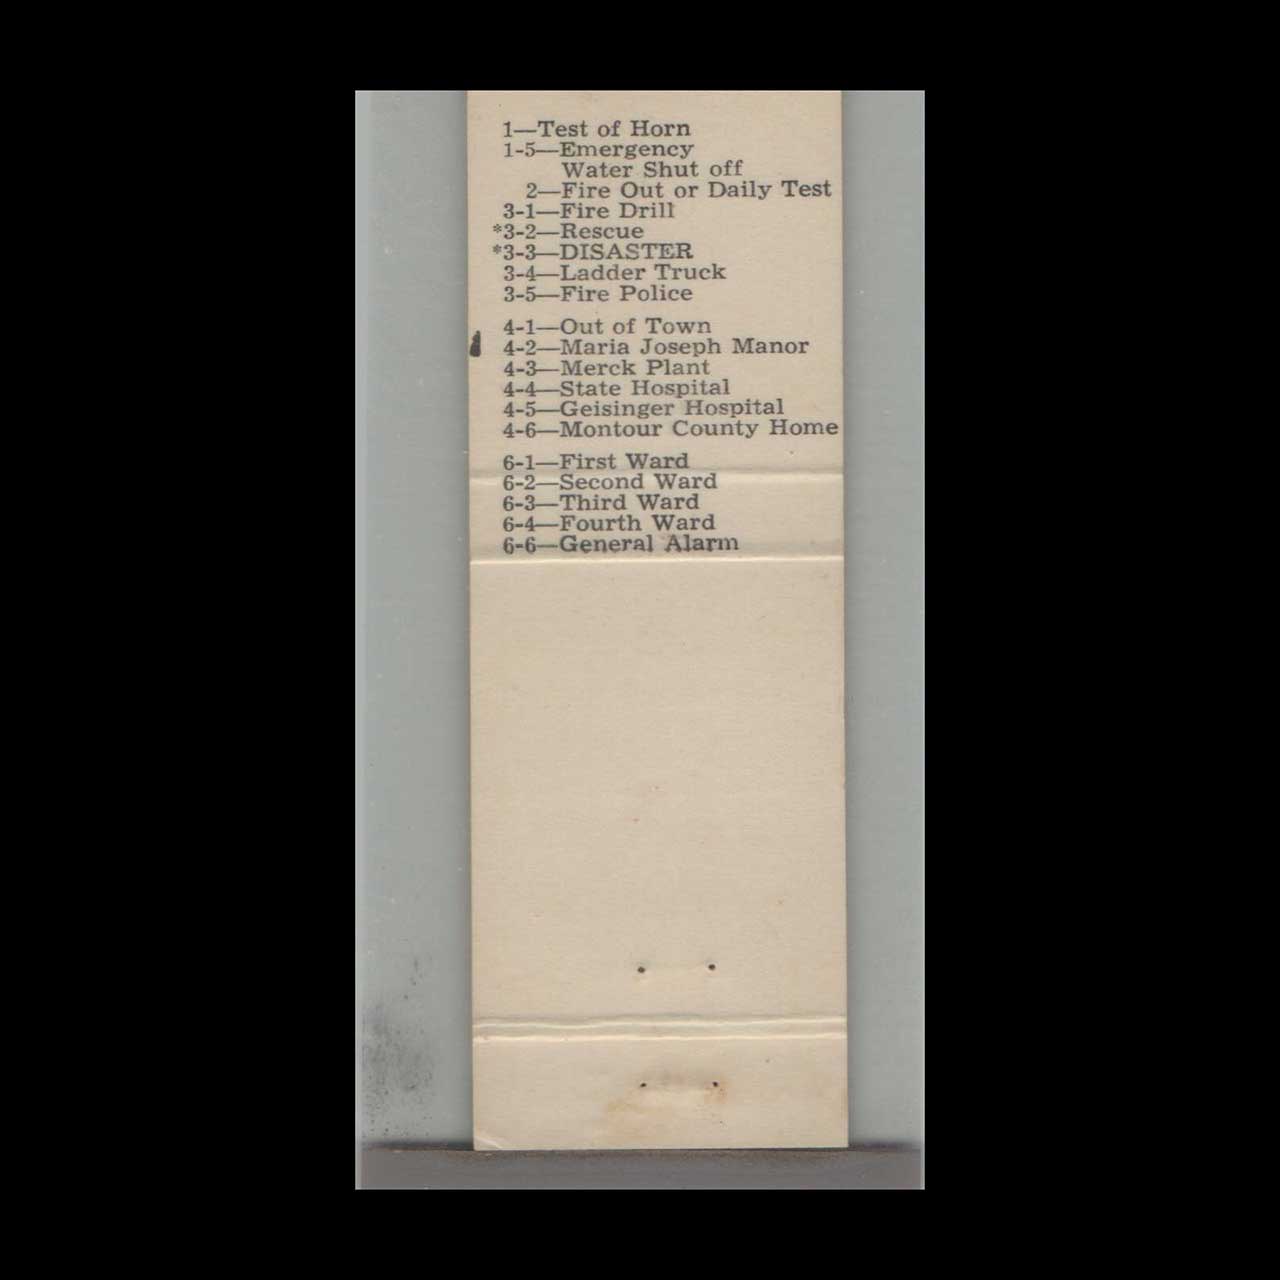 1—Test of Horn
1-5—Emergency
Water Shut off
2—Fire Out or Daily Test
3-1—Fire Drill
*3-2—Rescue
*3-3—DISASTER
3-4—Ladder Truck
3-5—Fire Police
4-1—Out of Town
4-2—Maria Joseph Manor
4-3—Merck Plant
4-4—State Hospital
4-5—Geisinger Hospital
4-6—Montour County Home
6-1—First Ward
6-2—Second Ward
6-3—Third Ward
6-4—Fourth Ward
6-6—General Alarm